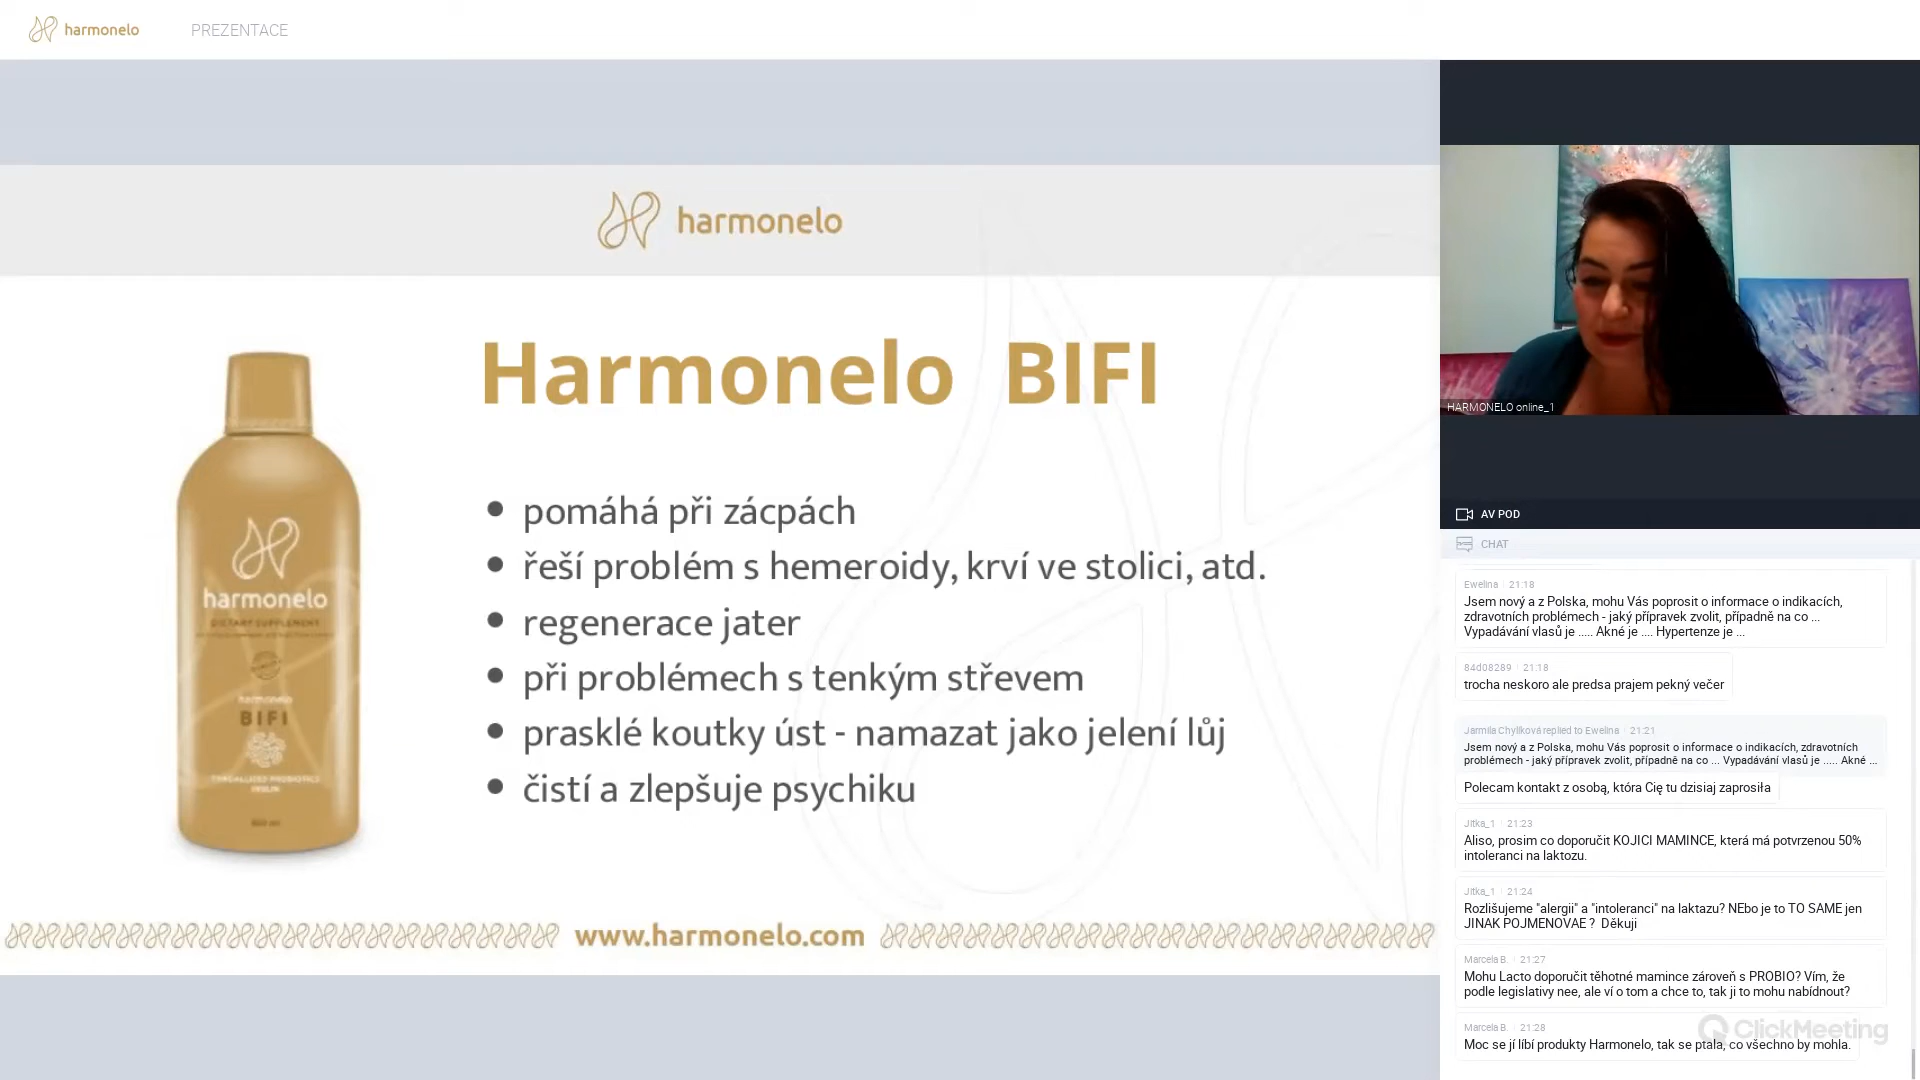 harmonelo
PREZENTACE
harmonelo
Harmonelo BIFI
• pomáhá při zácpách
• řeší problém s hemeroidy, krví ve stolici, atd.
• regenerace jater
• při problémech s tenkým střevem
• prasklé koutky úst - namazat jako jelení lůj
• čistí a zlepšuje psychiku
harmonelo
DIETARY SUPPLEMENT
harmonelo
BIFI
TYNDALLIZED PROBIOTICS
INULIN
www.harmonelo.com
HARMONELO online_1
AV POD
CHAT
Ewelina 21:18
Jsem nový a z Polska, mohu Vás poprosit o informace o indikacích,
zdravotních problémech - jaký přípravek zvolit, případně na co ...
Vypadávání vlasů je ..... Akné je .... Hypertenze je ...
84d08289 21:18
trocha neskoro ale predsa prajem pekný večer
Jarmila Chylíková replied to Ewelina 21:21
Jsem nový a z Polska, mohu Vás poprosit o informace o indikacích, zdravotních
problémech - jaký přípravek zvolit, případně na co ... Vypadávání vlasů je ..... Akné ...
Polecam kontakt z osobą, która Cię tu dzisiaj zaprosiła
Jitka_1 21:23
Aliso, prosim co doporučit KOJICI MAMINCE, která má potvrzenou 50%
intoleranci na laktozu.
Jitka_1 21:24
Rozlišujeme "alergii" a "intoleranci" na laktazu? NEbo je to TO SAME jen
JINAK POJMENOVAE ? Děkuji
Marcela B. 21:27
Mohu Lacto doporučit těhotné mamince zároveň s PROBIO? Vím, že
podle legislativy nee, ale ví o tom a chce to, tak ji to mohu nabídnout?
Marcela B. 21:28
Moc se jí líbí produkty Harmonelo, tak se ptala, co všechno by mohla.
ClickMeeting